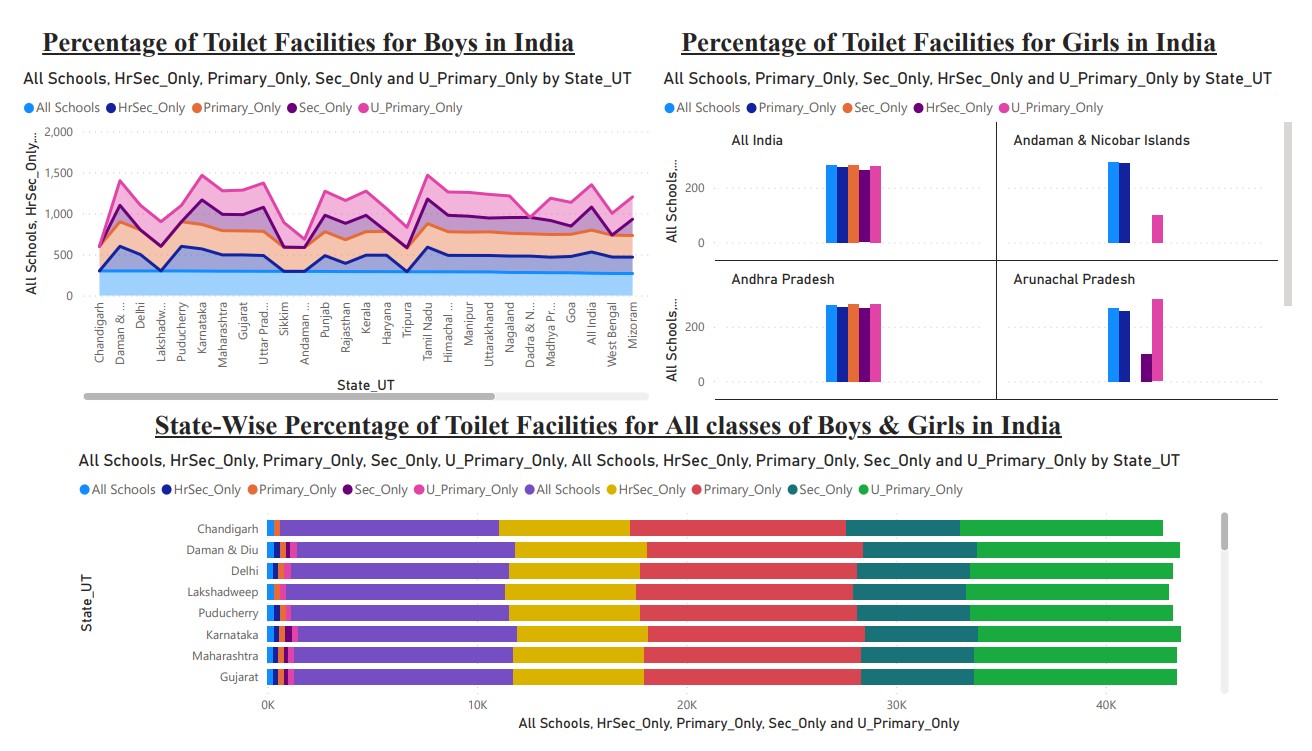 Percentage of Toilet Facilities for Boys in India
All Schools, HrSec_Only, Primary_Only, Sec_Only and U_Primary_Only by State_UT
All Schools HrSec_Only Primary_Only Sec_Only U_Primary_Only
All Schools, HrSec_Only,...
2,000
1,500
1,000
500
0
Chandigarh
Daman & ...
Delhi
Lakshadw...
Puducherry
Karnataka
Maharashtra
Gujarat
Uttar Prad...
Sikkim
Andaman ...
Punjab
Rajasthan
Kerala
Haryana
Tripura
Tamil Nadu
Himachal ...
Manipur
Uttarakhand
Nagaland
Dadra & N...
Madhya Pr...
Goa
All India
West Bengal
Mizoram
State_UT
Percentage of Toilet Facilities for Girls in India
All Schools, Primary_Only, Sec_Only, HrSec_Only and U_Primary_Only by State_UT
All Schools Primary_Only Sec_Only HrSec_Only U_Primary_Only
All India
Andaman & Nicobar Islands
All Schools,...
200
0
Andhra Pradesh
Arunachal Pradesh
All Schools,...
200
0
State-Wise Percentage of Toilet Facilities for All classes of Boys & Girls in India
All Schools, HrSec_Only, Primary_Only, Sec_Only, U_Primary_Only, All Schools, HrSec_Only, Primary_Only, Sec_Only and U_Primary_Only by State_UT
All Schools HrSec_Only Primary_Only Sec_Only U_Primary_Only All Schools HrSec_Only Primary_Only Sec_Only U_Primary_Only
State_UT
Chandigarh
Daman & Diu
Delhi
Lakshadweep
Puducherry
Karnataka
Maharashtra
Gujarat
0K 10K 20K 30K 40K
All Schools, HrSec_Only, Primary_Only, Sec_Only and U_Primary_Only